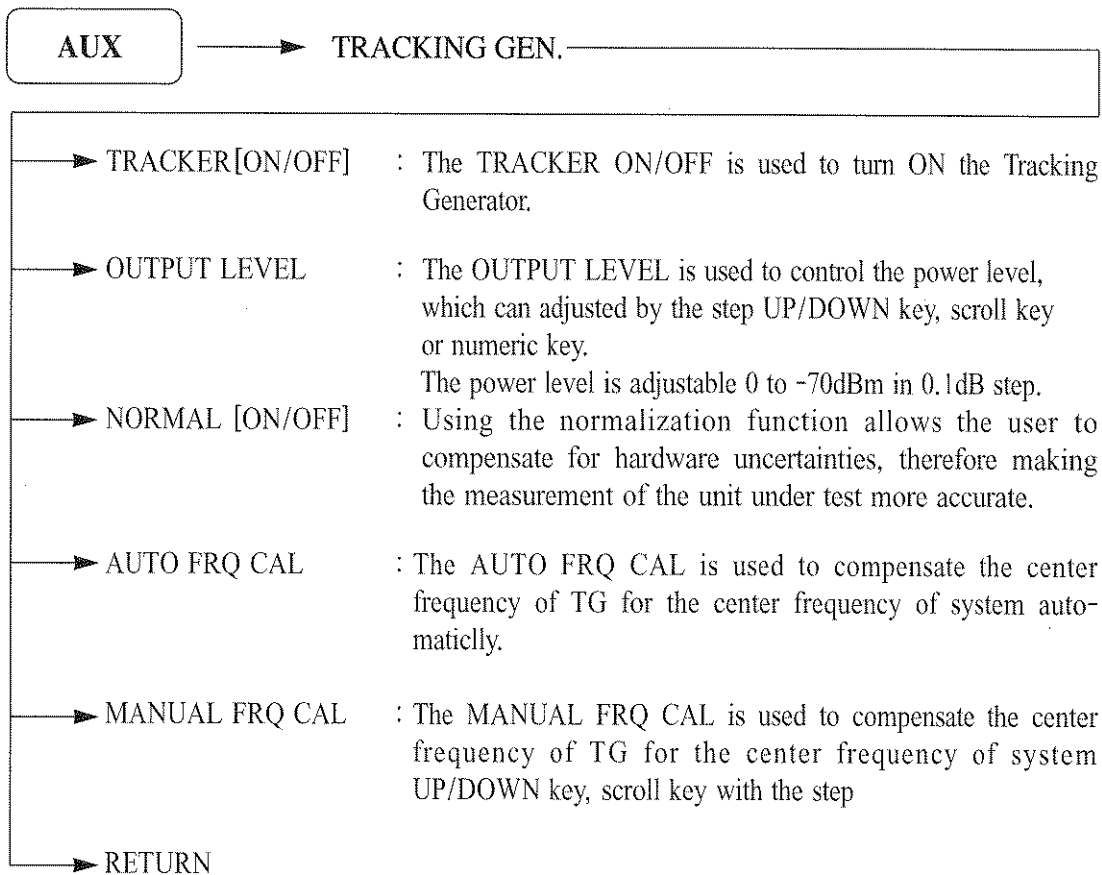 AUX TRACKING GEN.
TRACKER[ON/OFF] : The TRACKER ON/OFF is used to turn ON the Tracking
Generator.
OUTPUT LEVEL : The OUTPUT LEVEL is used to control the power level,
which can adjusted by the step UP/DOWN key, scroll key
or numeric key.
The power level is adjustable 0 to -70dBm in 0.1dB step.
NORMAL [ON/OFF] : Using the normalization function allows the user to
compensate for hardware uncertainties, therefore making
the measurement of the unit under test more accurate.
AUTO FRQ CAL : The AUTO FRQ CAL is used to compensate the center
frequency of TG for the center frequency of system auto-
maticlly.
MANUAL FRQ CAL : The MANUAL FRQ CAL is used to compensate the center
frequency of TG for the center frequency of system
UP/DOWN key, scroll key with the step
RETURN